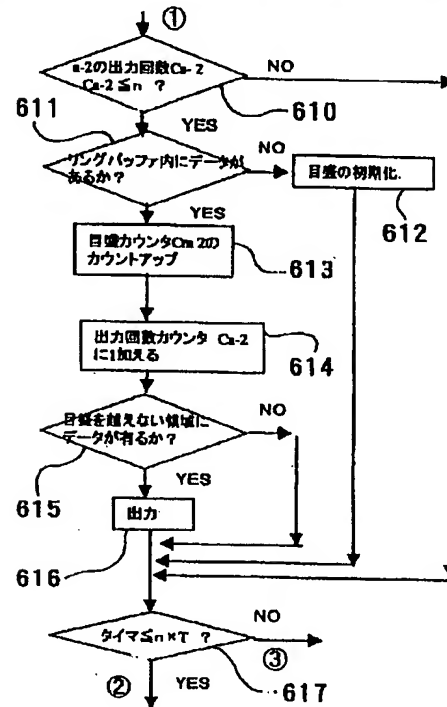 ①
a-2の出力回数Ca-2
Ca-2≦n ?
NO
610
611
YES
リングバッファ内にデータが
あるか?
NO
目盛の初期化.
612
YES
目盛カウンタCm2の
カウントアップ
613
出力回数カウンタ Ca-2
に1加える
614
目盛を越えない領域に
データが有るか?
NO
615
YES
出力
616
タイマ≦n×T ?
NO
③
② YES
617